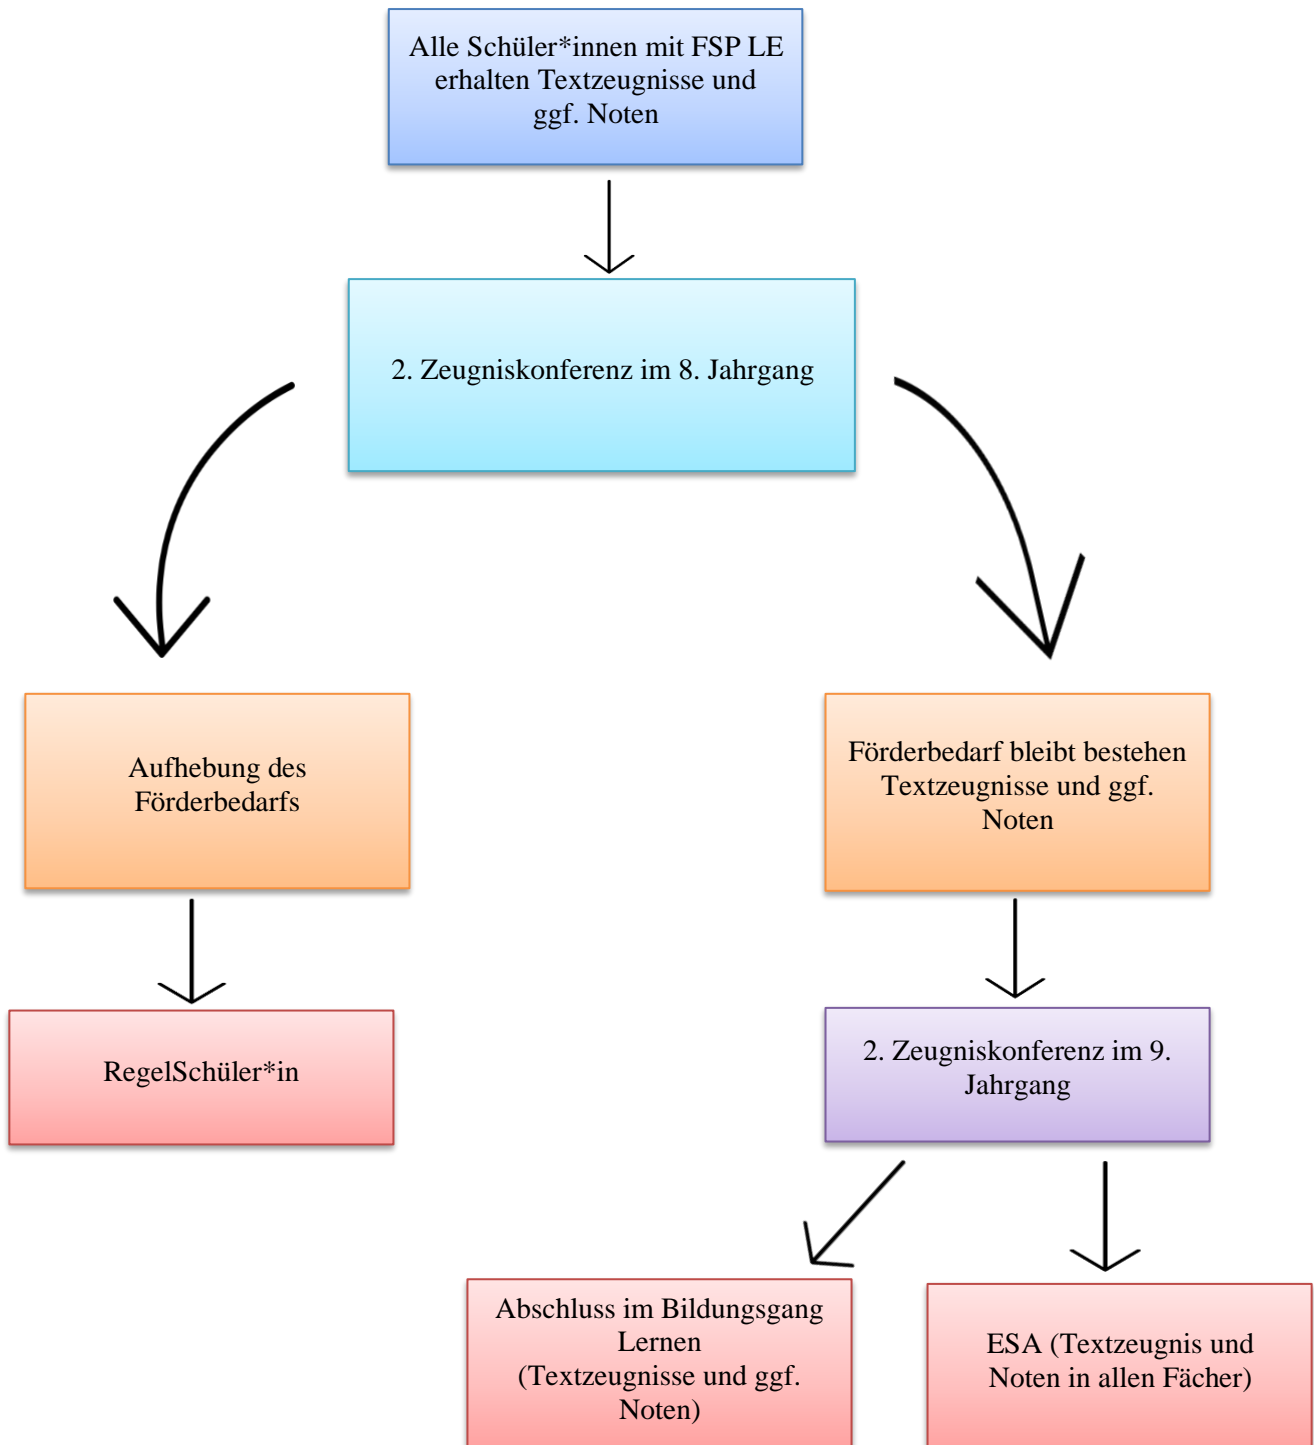 Alle Schüler*innen mit FSP LE
erhalten Textzeugnisse und
ggf. Noten
2. Zeugniskonferenz im 8. Jahrgang
Aufhebung des
Förderbedarfs
Förderbedarf bleibt bestehen
Textzeugnisse und ggf.
Noten
RegelSchüler*in
2. Zeugniskonferenz im 9.
Jahrgang
Abschluss im Bildungsgang
Lernen
(Textzeugnisse und ggf.
Noten)
ESA (Textzeugnis und
Noten in allen Fächer)